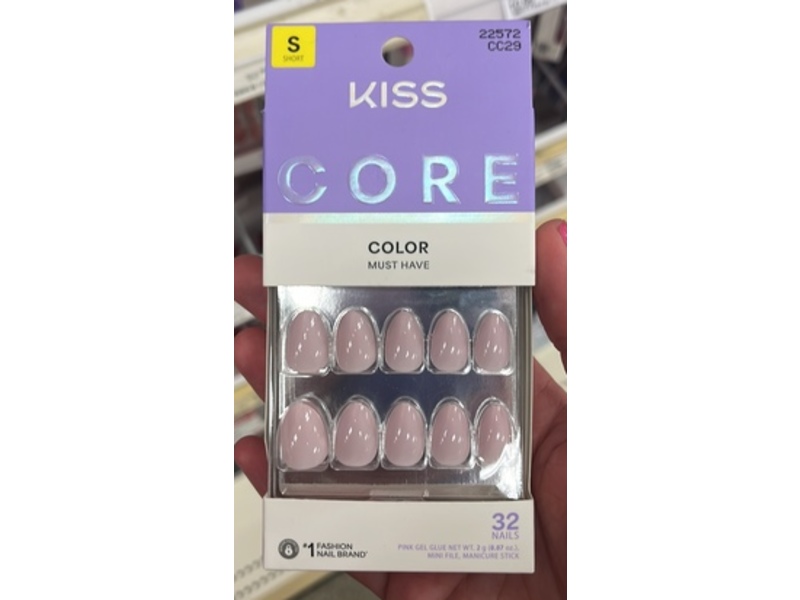 S
SHORT
22572
CC29
KISS
CORE
COLOR
MUST HAVE
32
NAILS
#1 FASHION
NAIL BRAND*
PINK GEL GLUE NET WT. 2 g (0.07 oz.),
MINI FILE, MANICURE STICK